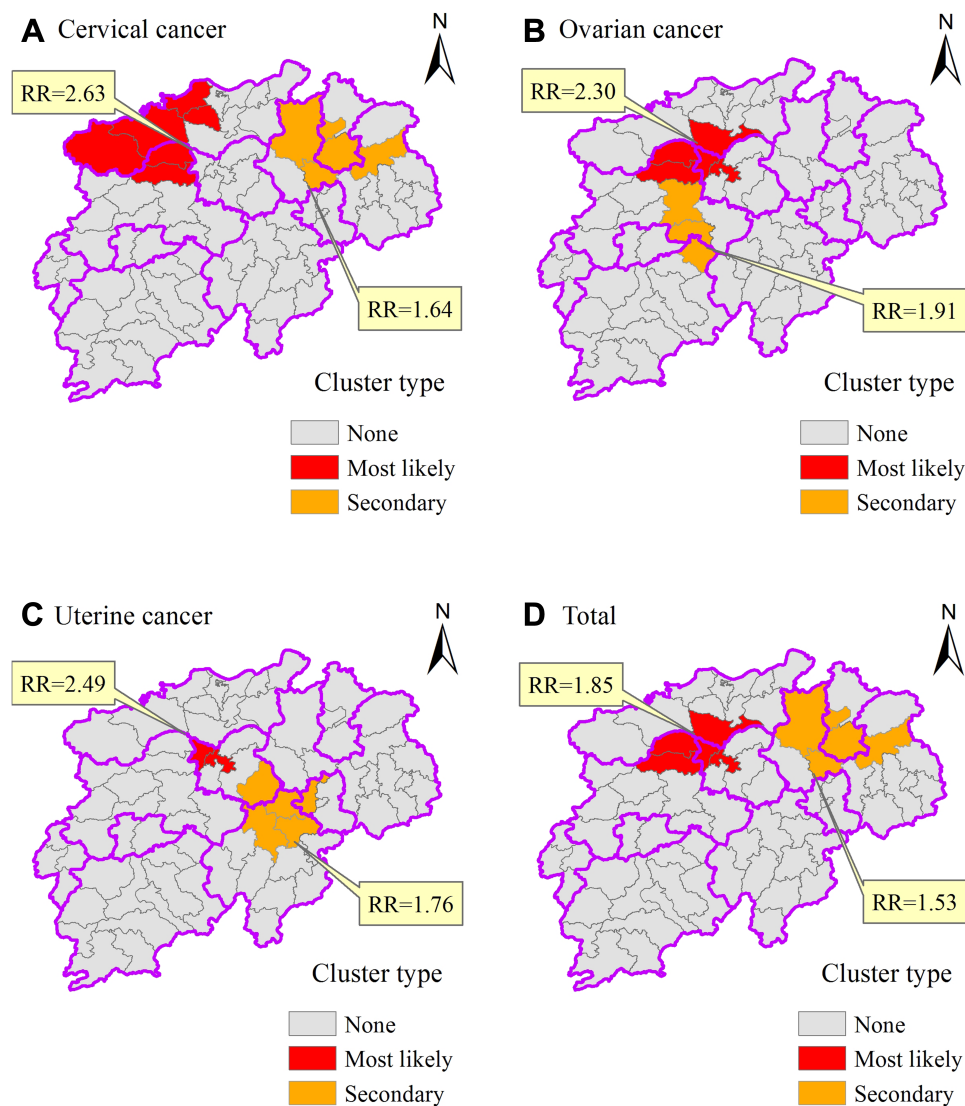 A Cervical cancer
N
RR=2.63
RR=1.64
Cluster type
None
Most likely
Secondary
B Ovarian cancer
N
RR=2.30
RR=1.91
Cluster type
None
Most likely
Secondary
C Uterine cancer
N
RR=2.49
RR=1.76
Cluster type
None
Most likely
Secondary
D Total
N
RR=1.85
RR=1.53
Cluster type
None
Most likely
Secondary